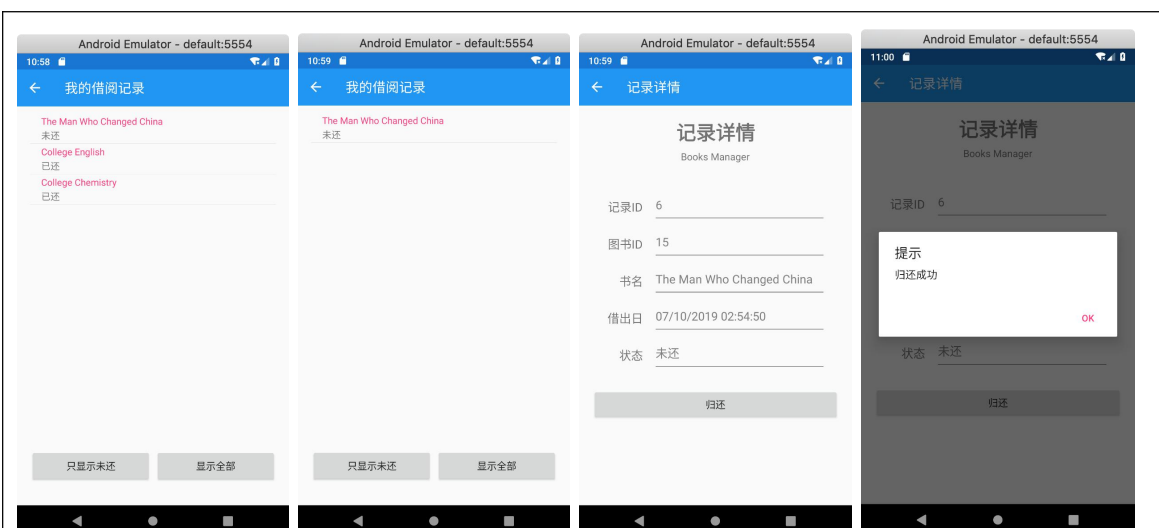 Android Emulator - default:5554
10:58
我的借阅记录
The Man Who Changed China
未还
College English
已还
College Chemistry
已还
只显示未还 显示全部
Android Emulator - default:5554
10:59
我的借阅记录
The Man Who Changed China
未还
只显示未还 显示全部
Android Emulator - default:5554
10:59
记录详情
记录详情
Books Manager
记录ID 6
图书ID 15
书名 The Man Who Changed China
借出日 07/10/2019 02:54:50
状态 未还
归还
Android Emulator - default:5554
11:00
记录详情
记录详情
Books Manager
记录ID 6
提示
归还成功
OK
状态 未还
归还